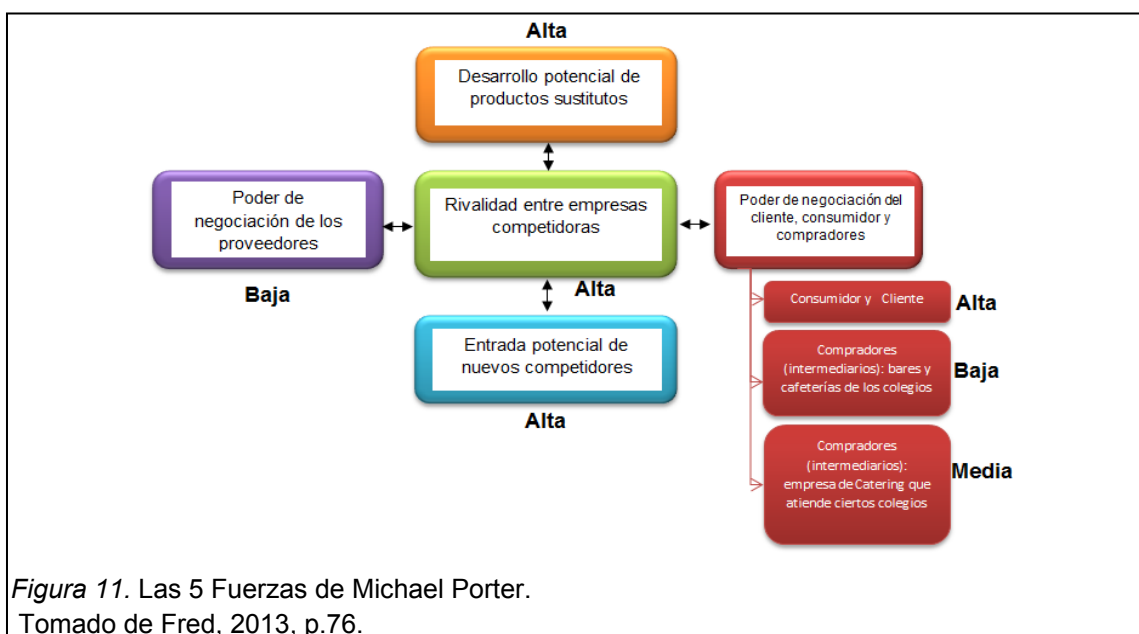 Alta
Desarrollo potencial de
productos sustitutos
Poder de
negociación de los
proveedores
Baja
Rivalidad entre empresas
competidoras
Alta
Poder de negociación del
cliente, consumidor y
compradores
Consumidor y Cliente
Alta
Compradores
(intermediarios): bares y
cafeterías de los colegios
Baja
Compradores
(intermediarios):
empresa de Catering que
atiende ciertos colegios
Media
Entrada potencial de
nuevos competidores
Alta
Figura 11. Las 5 Fuerzas de Michael Porter.
Tomado de Fred, 2013, p.76.